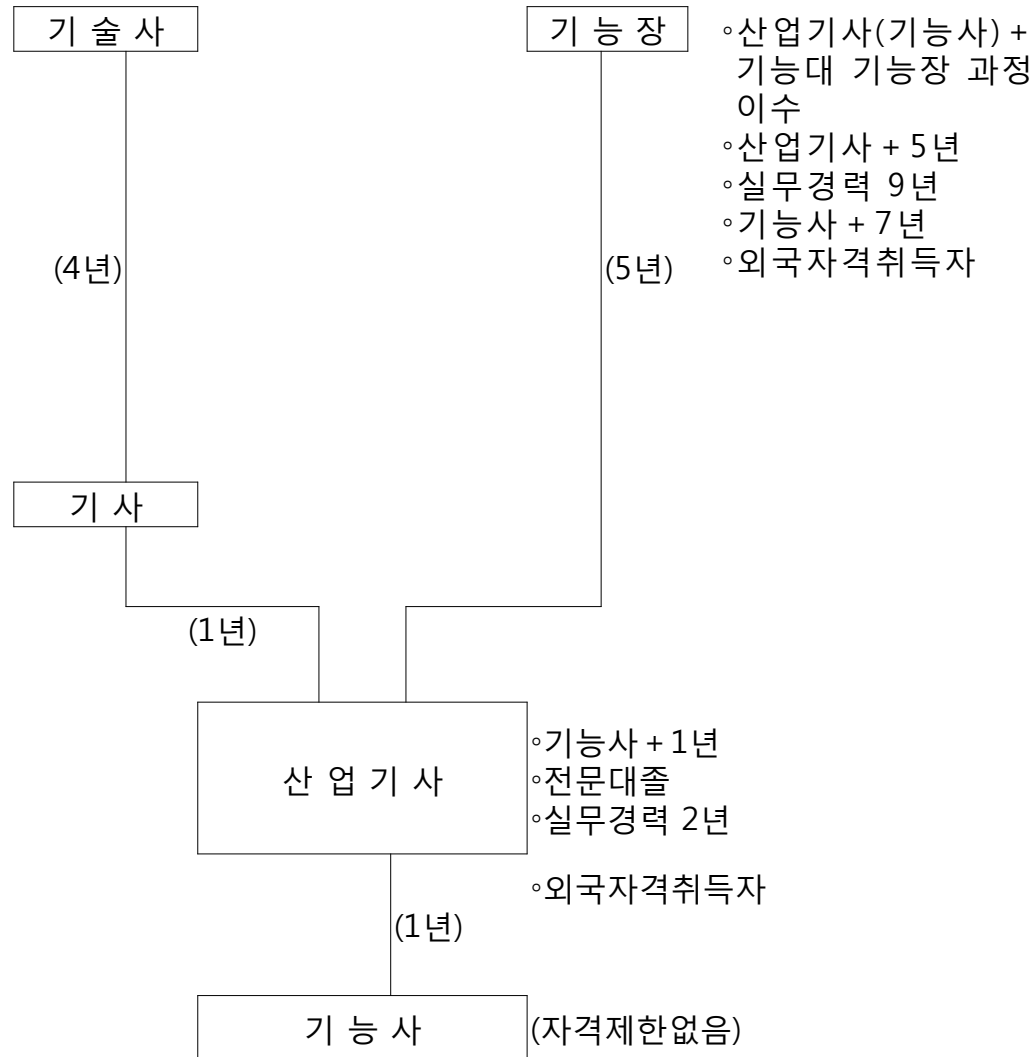 기 술 사
기 능 장
◦산업기사(기능사) +
기능대 기능장 과정
이수
◦산업기사 + 5년
◦실무경력 9년
◦기능사 + 7년
◦외국자격취득자
(4년)
(5년)
기 사
(1년)
산 업 기 사
◦기능사 + 1년
◦전문대졸
◦실무경력 2년
◦외국자격취득자
(1년)
기 능 사
(자격제한없음)